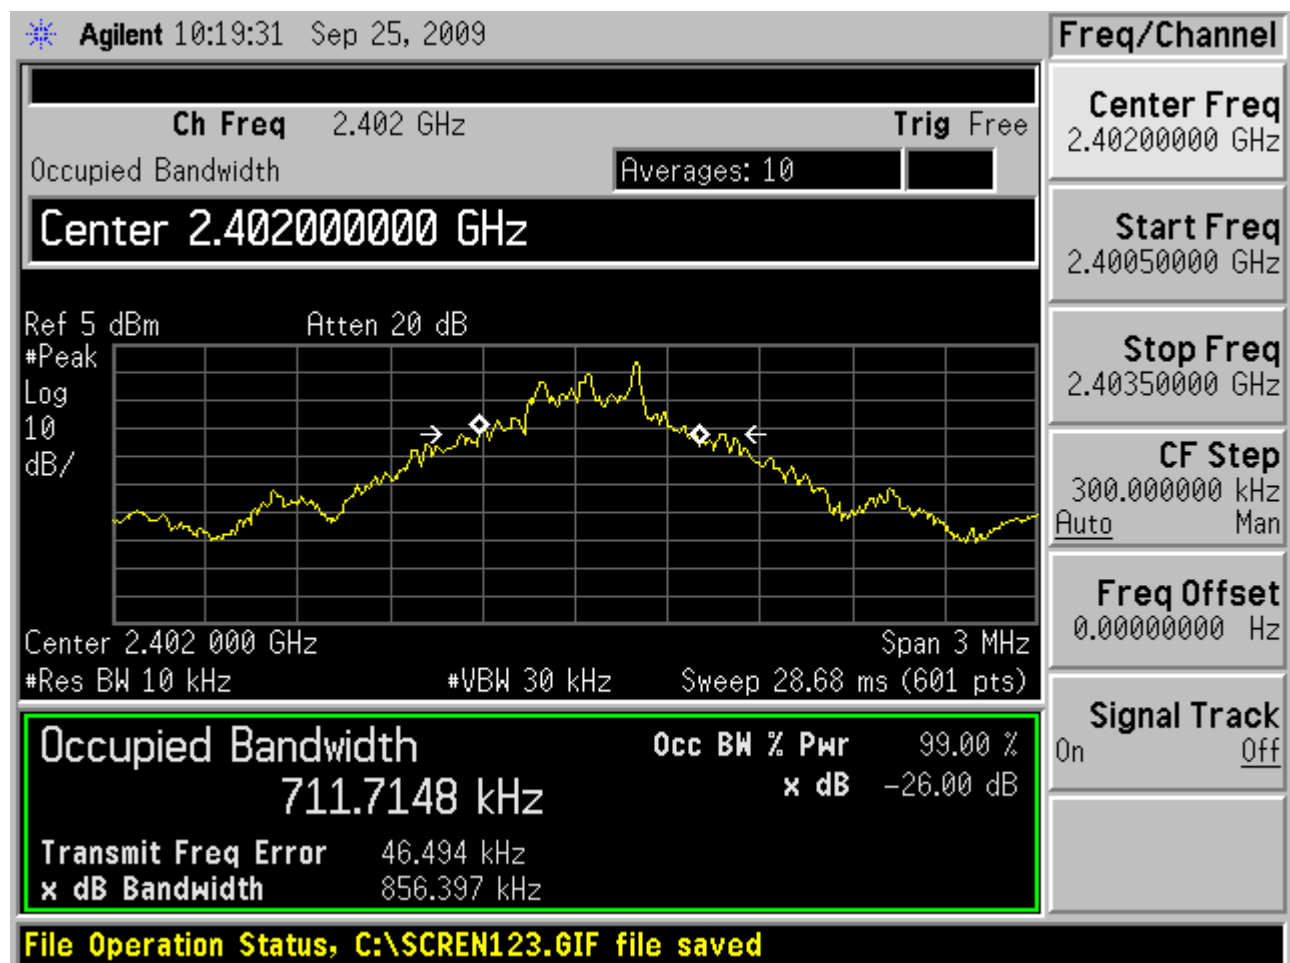 Agilent 10:19:31 Sep 25, 2009
Freq/Channel
Ch Freq 2.402 GHz Trig Free
Occupied Bandwidth Averages: 10
Center 2.402000000 GHz
Ref 5 dBm Atten 20 dB
#Peak
Log
10
dB/
Center 2.402 000 GHz Span 3 MHz
#Res BW 10 kHz #VBW 30 kHz Sweep 28.68 ms (601 pts)
Occupied Bandwidth Occ BW % Pwr 99.00 %
711.7148 kHz x dB -26.00 dB
Transmit Freq Error 46.494 kHz
x dB Bandwidth 856.397 kHz
File Operation Status, C:\SCREN123.GIF file saved
Center Freq
2.40200000 GHz
Start Freq
2.40050000 GHz
Stop Freq
2.40350000 GHz
CF Step
300.000000 kHz
Auto Man
Freq Offset
0.00000000 Hz
Signal Track
On Off